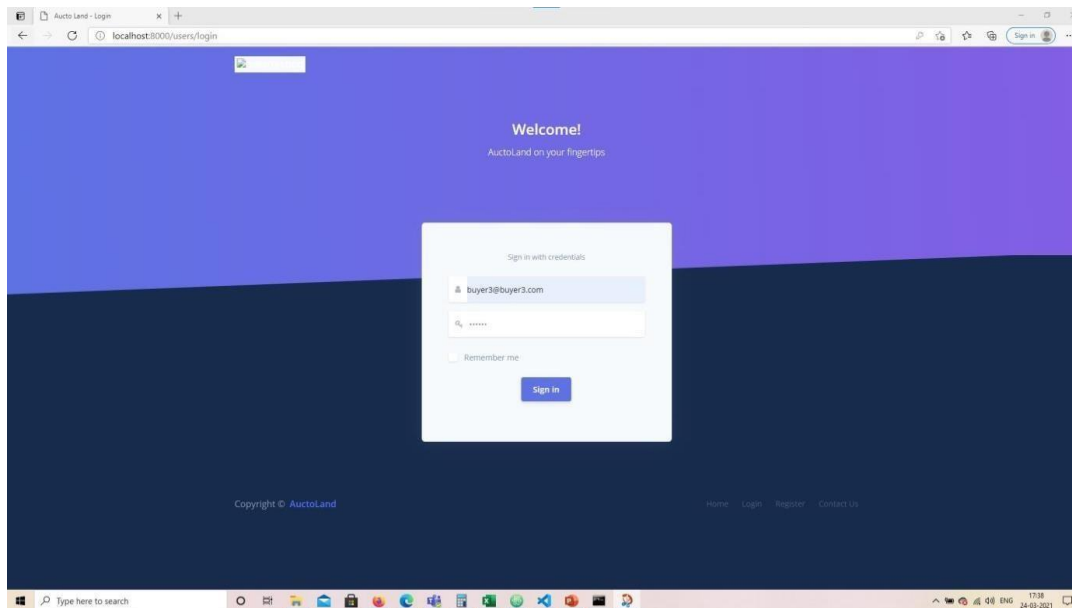 Aucto Land - Login
localhost:8000/users/login
Sign in
Welcome!
AuctoLand on your fingertips
Sign in with credentials
buyer3@buyer3.com
••••••
Remember me
Sign in
Copyright © AuctoLand
Home Login Register Contact Us
Type here to search
ENG
17:38
24-03-2021